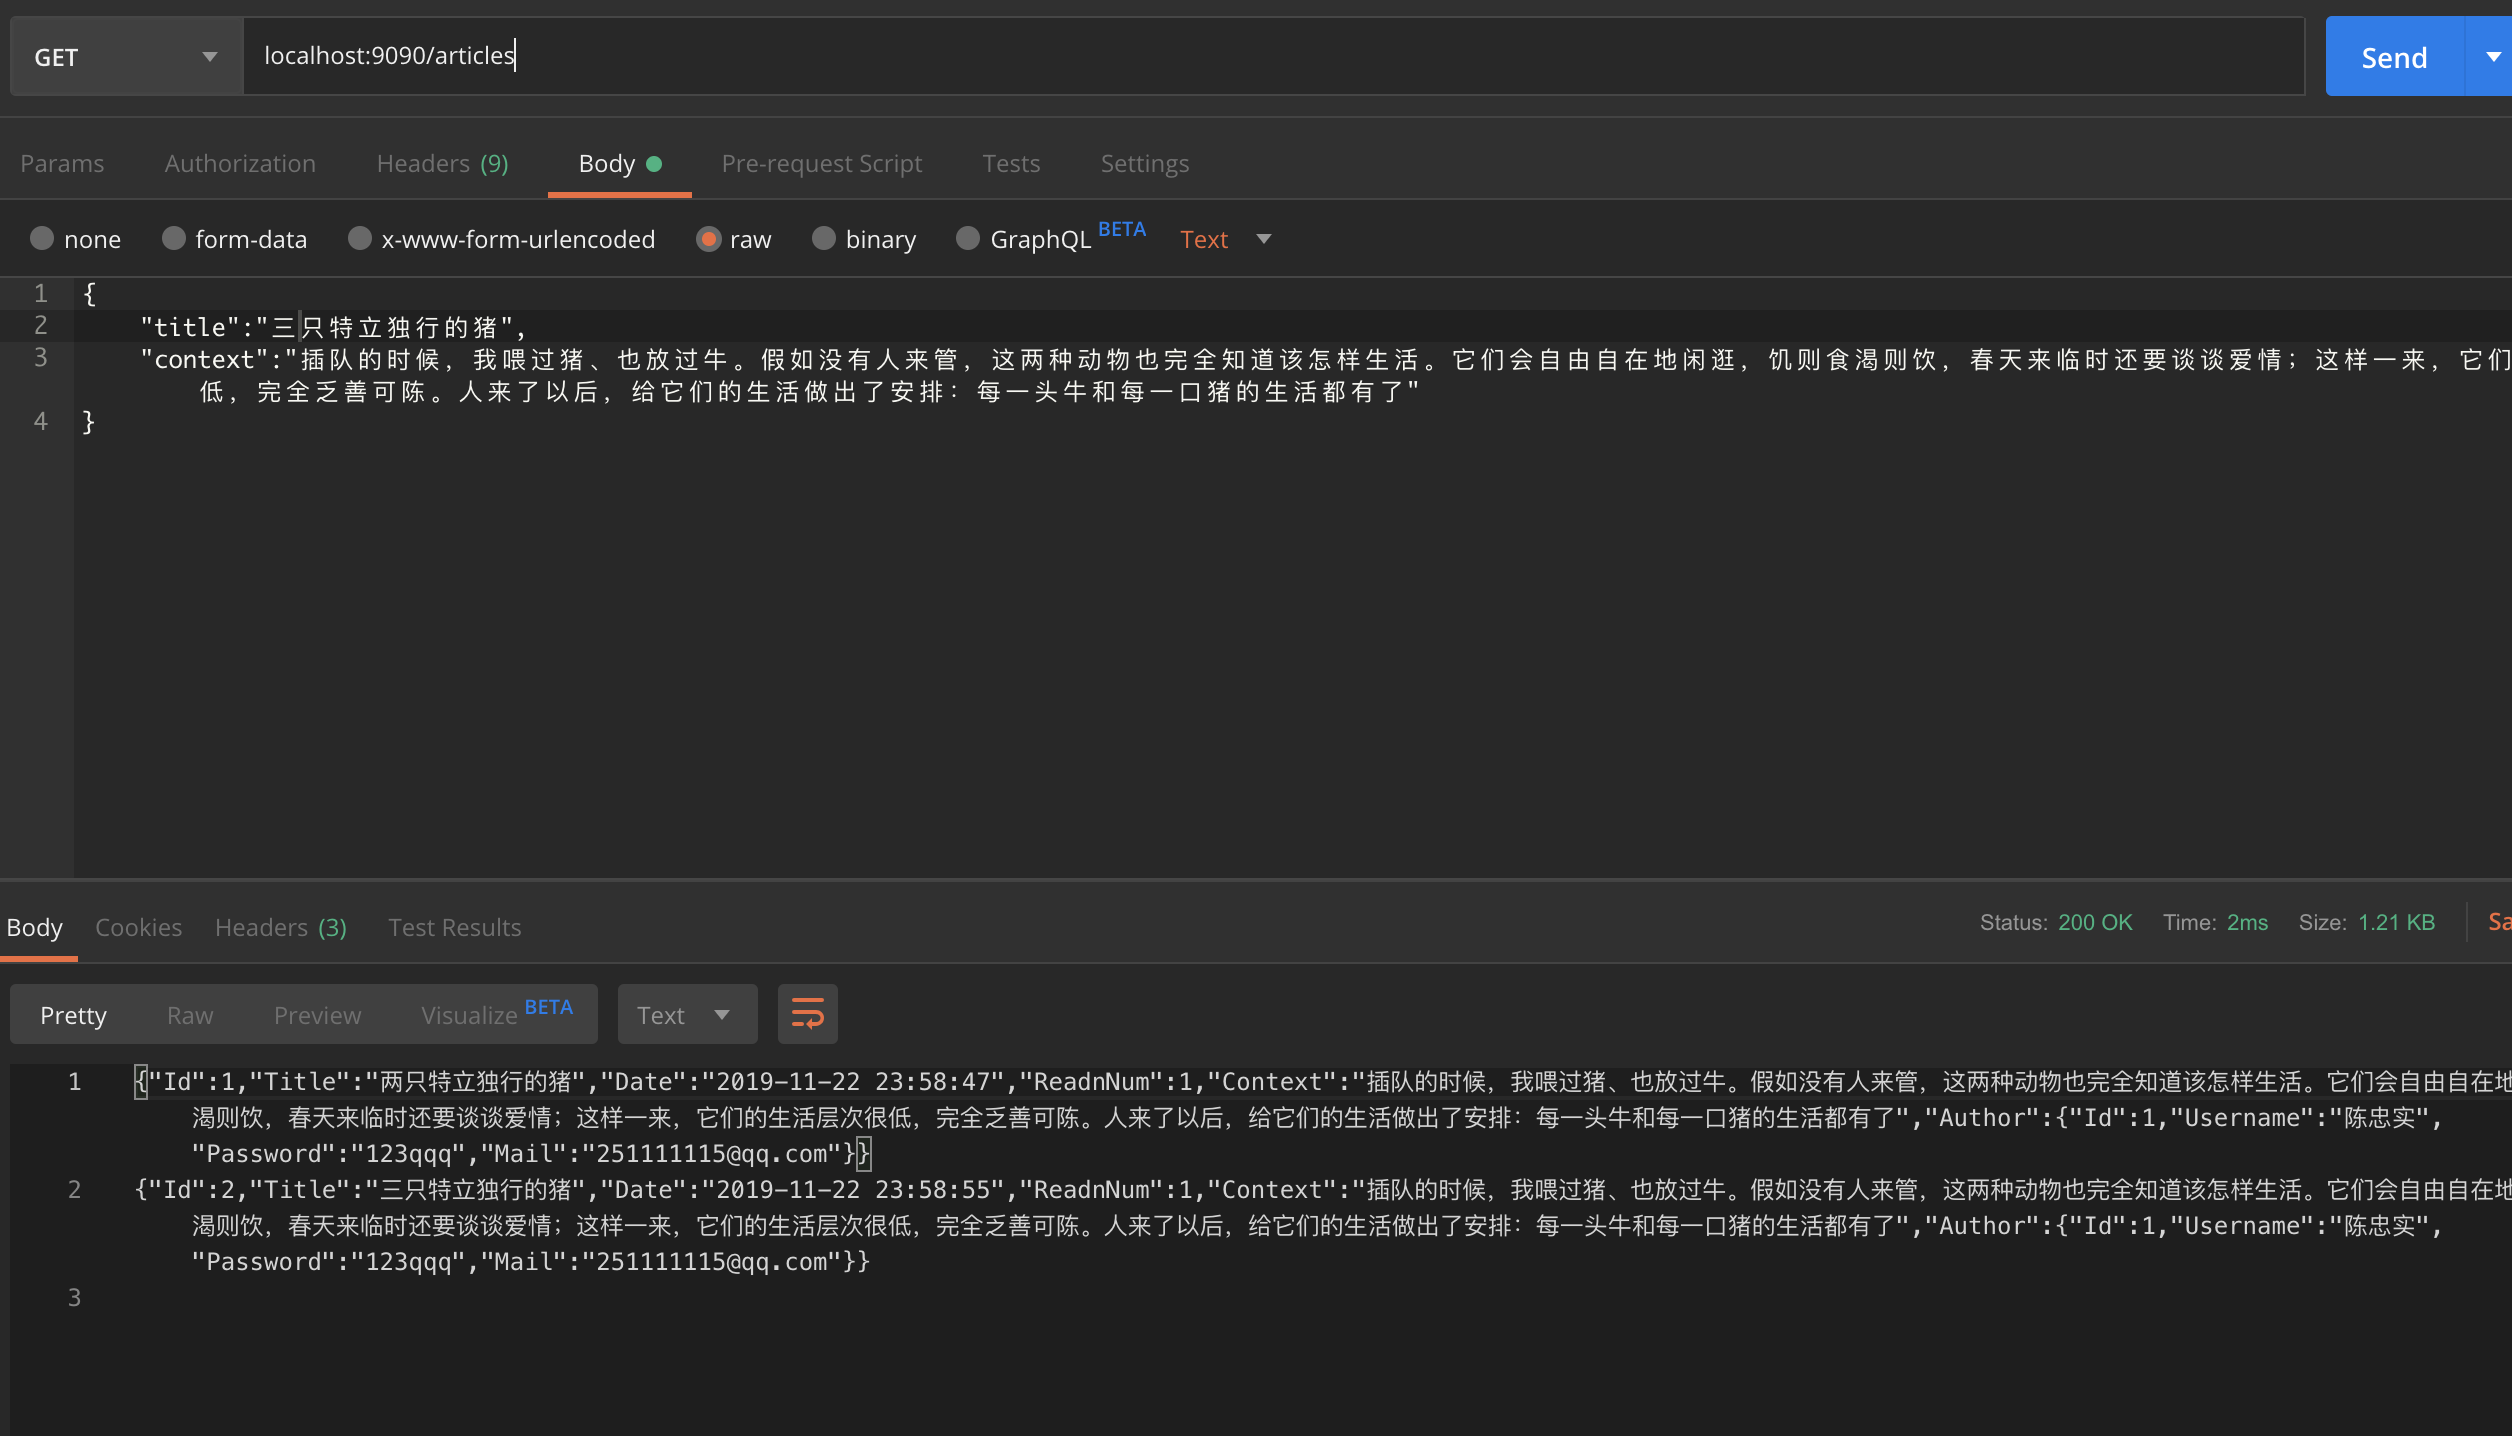 GET localhost:9090/articles Send
Params Authorization Headers (9) Body Pre-request Script Tests Settings
none form-data x-www-form-urlencoded raw binary GraphQL BETA Text
1 {
2 "title":"三只特立独行的猪",
3 "context":"插队的时候，我喂过猪、也放过牛。假如没有人来管，这两种动物也完全知道该怎样生活。它们会自由自在地闲逛，饥则食渴则饮，春天来临时还要谈谈爱情；这样一来，它们
低，完全乏善可陈。人来了以后，给它们的生活做出了安排：每一头牛和每一口猪的生活都有了"
4 }
Body Cookies Headers (3) Test Results Status: 200 OK Time: 2ms Size: 1.21 KB Sa
Pretty Raw Preview Visualize BETA Text
1 {"Id":1,"Title":"两只特立独行的猪","Date":"2019-11-22 23:58:47","ReadnNum":1,"Context":"插队的时候，我喂过猪、也放过牛。假如没有人来管，这两种动物也完全知道该怎样生活。它们会自由自在地
渴则饮，春天来临时还要谈谈爱情；这样一来，它们的生活层次很低，完全乏善可陈。人来了以后，给它们的生活做出了安排：每一头牛和每一口猪的生活都有了","Author":{"Id":1,"Username":"陈忠实",
"Password":"123qqq","Mail":"251111115@qq.com"}}
2 {"Id":2,"Title":"三只特立独行的猪","Date":"2019-11-22 23:58:55","ReadnNum":1,"Context":"插队的时候，我喂过猪、也放过牛。假如没有人来管，这两种动物也完全知道该怎样生活。它们会自由自在地
渴则饮，春天来临时还要谈谈爱情；这样一来，它们的生活层次很低，完全乏善可陈。人来了以后，给它们的生活做出了安排：每一头牛和每一口猪的生活都有了","Author":{"Id":1,"Username":"陈忠实",
"Password":"123qqq","Mail":"251111115@qq.com"}}
3